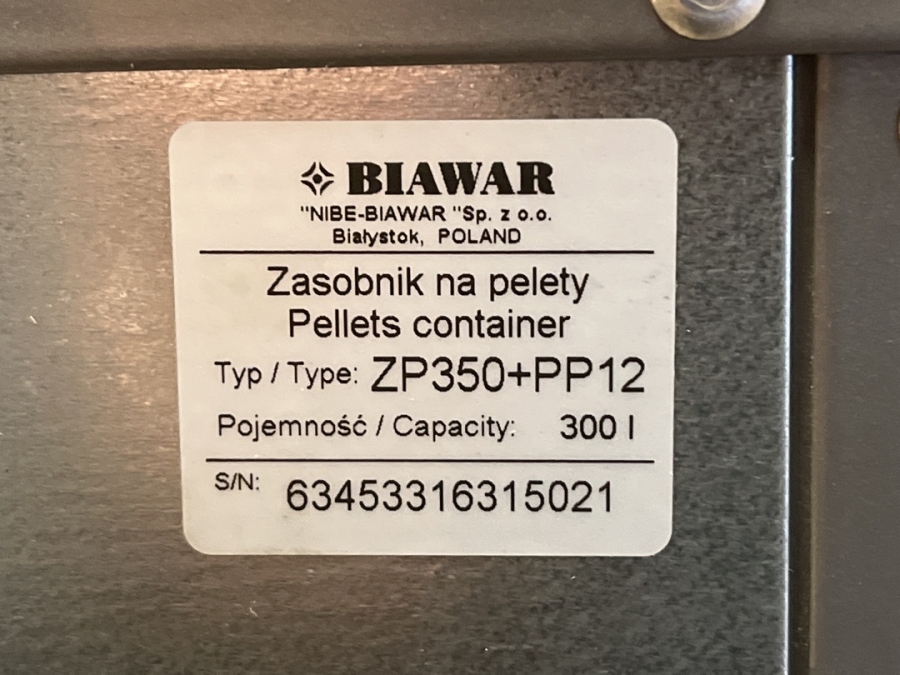 BIAWAR
"NIBE-BIAWAR "Sp. z o.o.
Białystok, POLAND
Zasobnik na pelety
Pellets container
Typ / Type: ZP350+PP12
Pojemność / Capacity: 300 l
S/N: 63453316315021